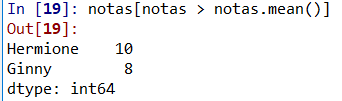 In [19]: notas[notas > notas.mean()]
Out[19]:
Hermione    10
Ginny        8
dtype: int64